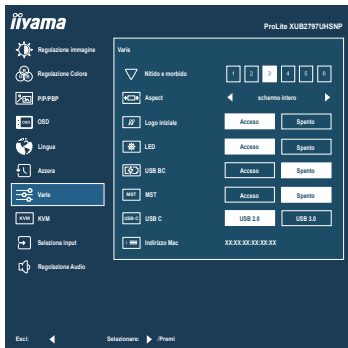 iiyama
ProLite XUB2797UHSNP
Regolazione immagine
Regolazione Colore
PiP/PBP
OSD OSD
Lingua
Azzera
Varie
KVM KVM
Seleziona input
Regolazione Audio
Varie
Nitido e morbido 1 2 3 4 5 6
Aspect schermo intero
Logo Iniziale Acceso Spento
LED Acceso Spento
USB BC Acceso Spento
MST MST Acceso Spento
USB-C USB C USB 2.0 USB 3.0
Indirizzo Mac XX:XX:XX:XX:XX:XX
Esci: Selezionare: /Premi